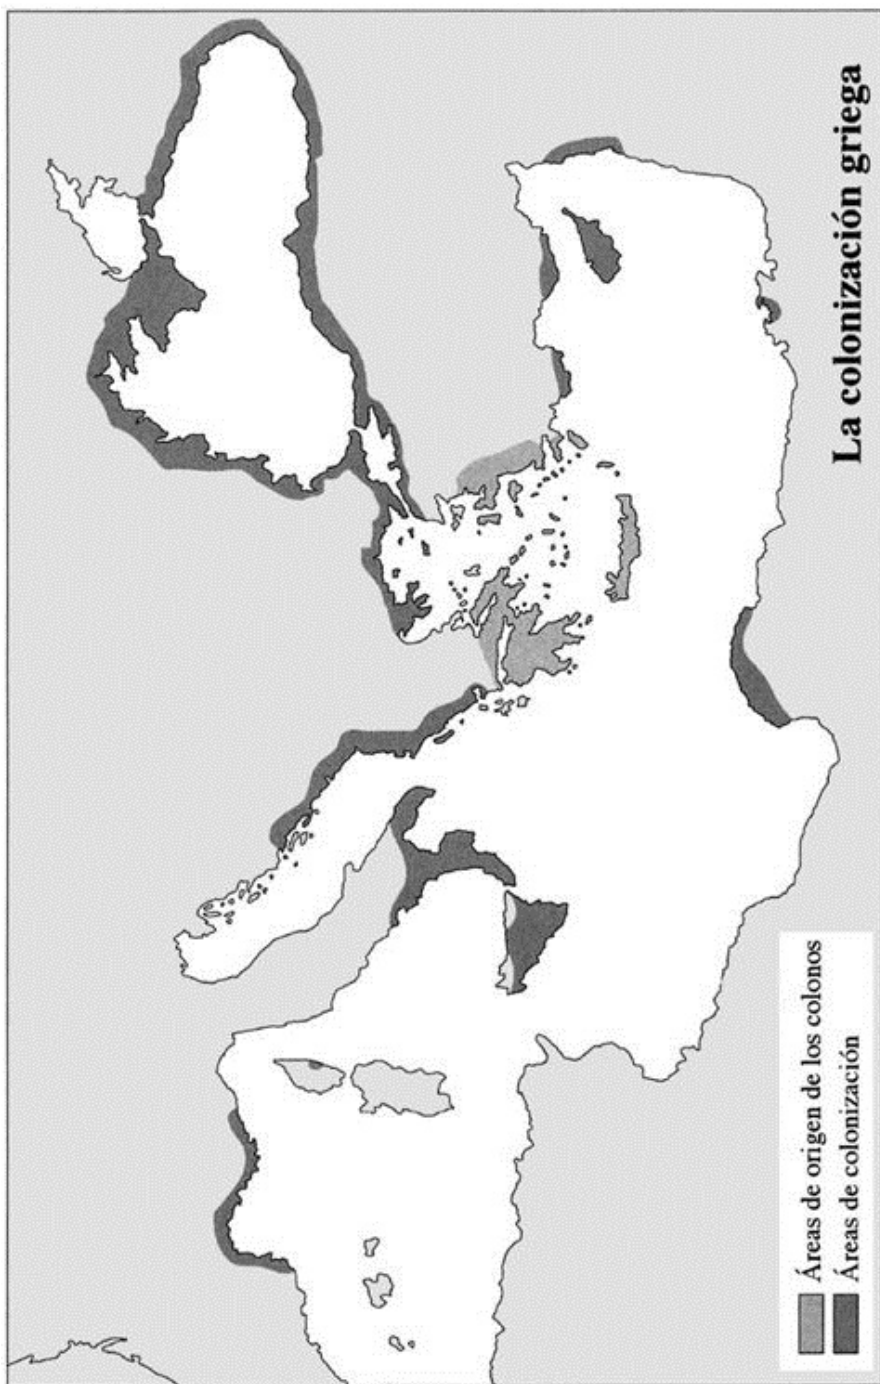 La colonización griega
Áreas de origen de los colonos
Áreas de colonización